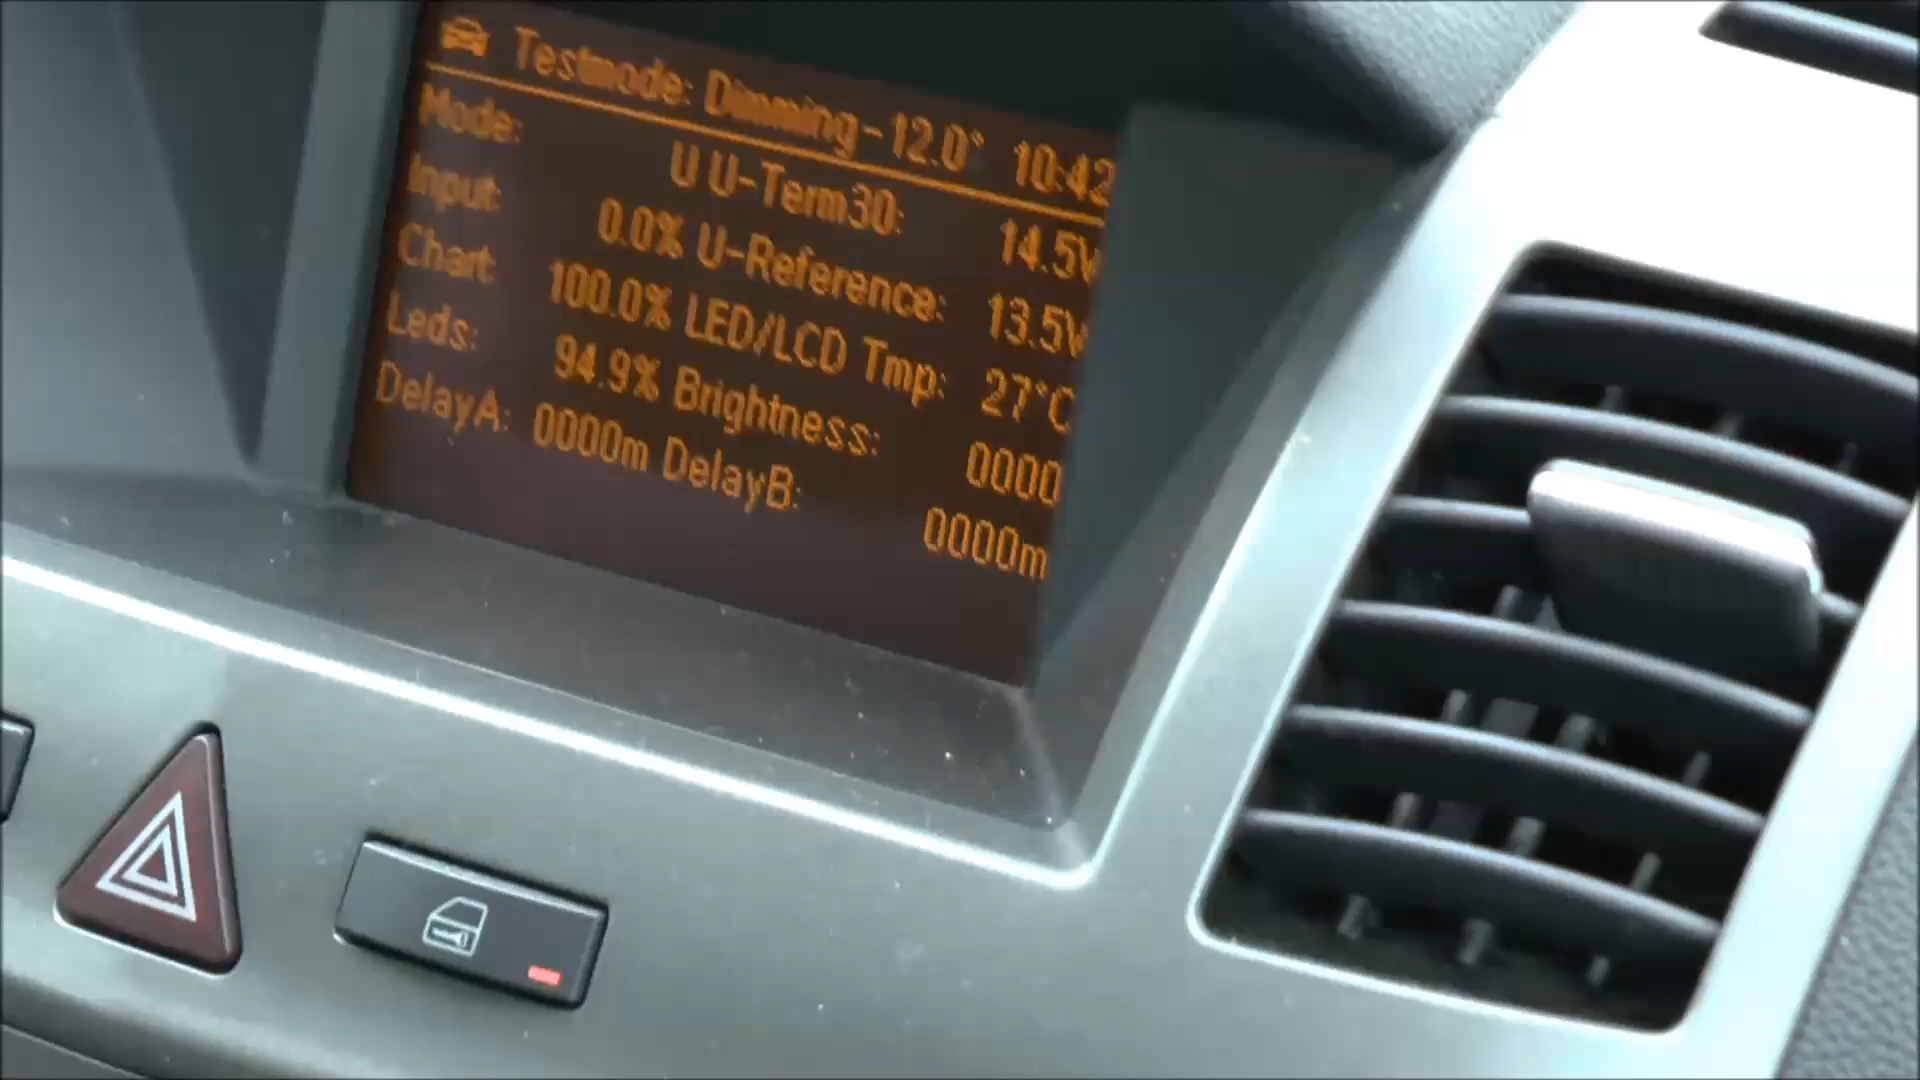 Testmode: Dimming -12.0° 10:42
Mode: U U-Term30: 14.5V
Input: 0.0% U-Reference: 13.5V
Chart: 100.0% LED/LCD Tmp: 27°C
Leds: 94.9% Brightness: 0000
DelayA: 0000m DelayB: 0000m